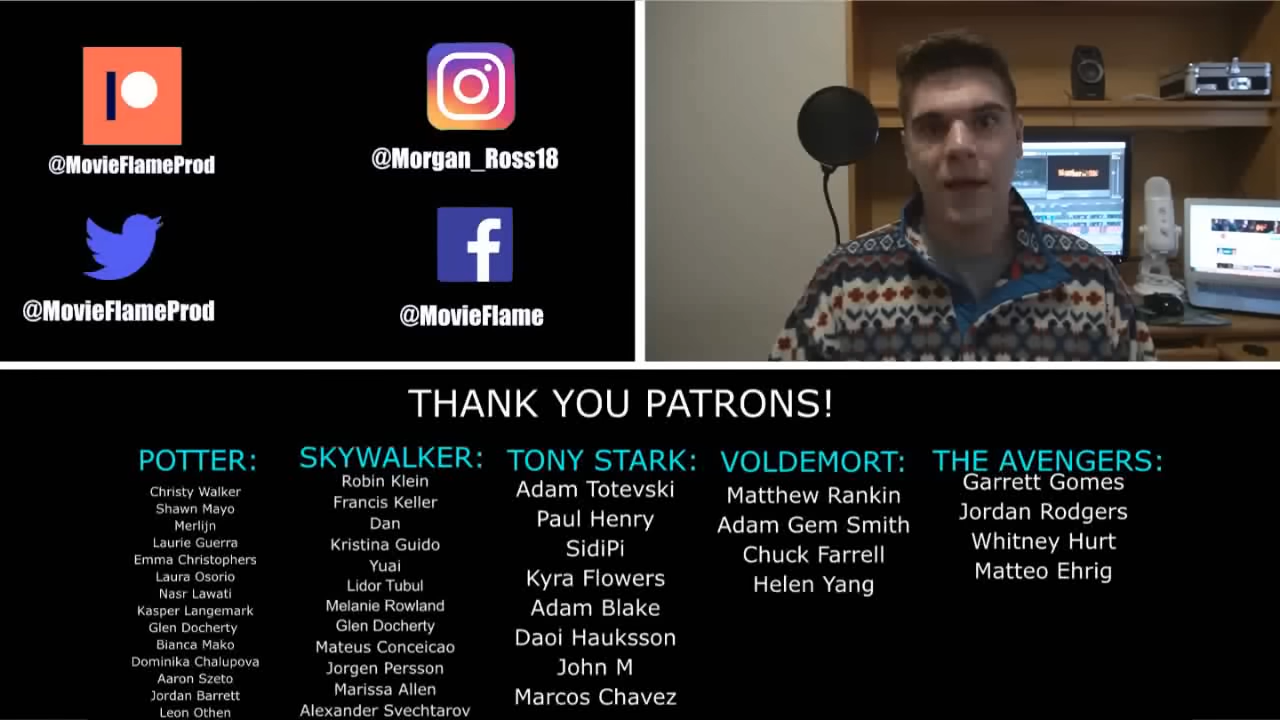 @MovieFlameProd
@Morgan_Ross18
@MovieFlameProd
@MovieFlame
THANK YOU PATRONS!
POTTER:
Christy Walker
Shawn Mayo
Merlijn
Laurie Guerra
Emma Christophers
Laura Osorio
Nasr Lawati
Kasper Langemark
Glen Docherty
Bianca Mako
Dominika Chalupova
Aaron Szeto
Jordan Barrett
Leon Othen
SKYWALKER:
Robin Klein
Francis Keller
Dan
Kristina Guido
Yuai
Lidor Tubul
Melanie Rowland
Glen Docherty
Mateus Conceicao
Jorgen Persson
Marissa Allen
Alexander Svechtarov
TONY STARK:
Adam Totevski
Paul Henry
SidiPi
Kyra Flowers
Adam Blake
Daoi Hauksson
John M
Marcos Chavez
VOLDEMORT:
Matthew Rankin
Adam Gem Smith
Chuck Farrell
Helen Yang
THE AVENGERS:
Garrett Gomes
Jordan Rodgers
Whitney Hurt
Matteo Ehrig